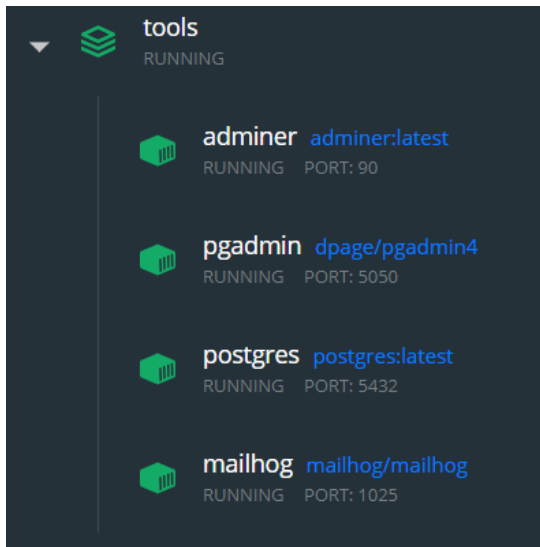 tools
RUNNING
adminer adminer:latest
RUNNING PORT: 90
pgadmin dpage/pgadmin4
RUNNING PORT: 5050
postgres postgres:latest
RUNNING PORT: 5432
mailhog mailhog/mailhog
RUNNING PORT: 1025